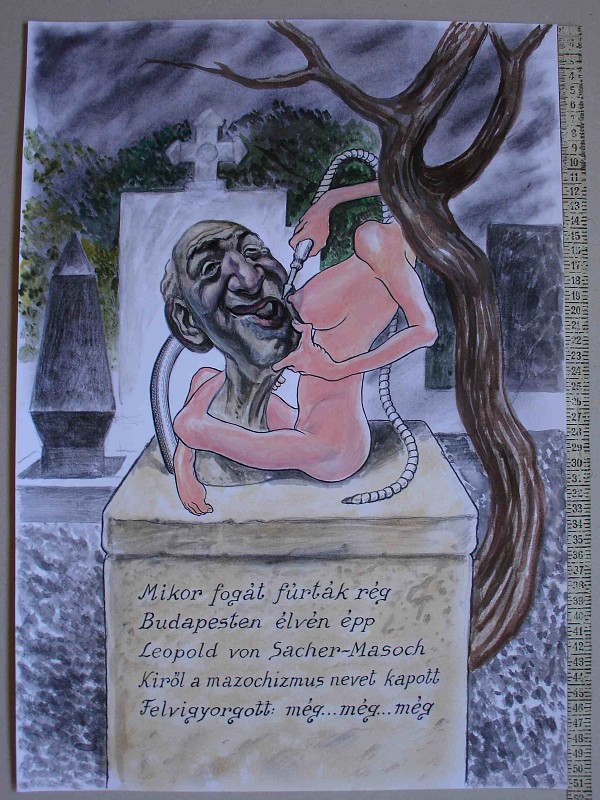 Mikor fogát fúrták rég
Budapesten élvén épp
Leopold von Sacher-Masoch
Kiről a mazochizmus nevet kapott
Felvigyorgott: még...még...még